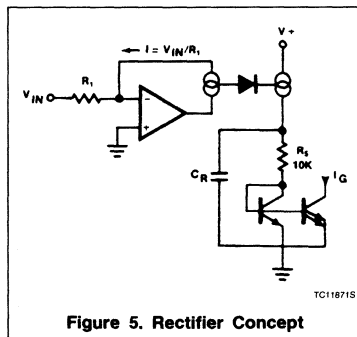 V+
I = VIN/R1
R1
VIN
−
+
R5
10K
CR
IG
TC11871S
Figure 5. Rectifier Concept